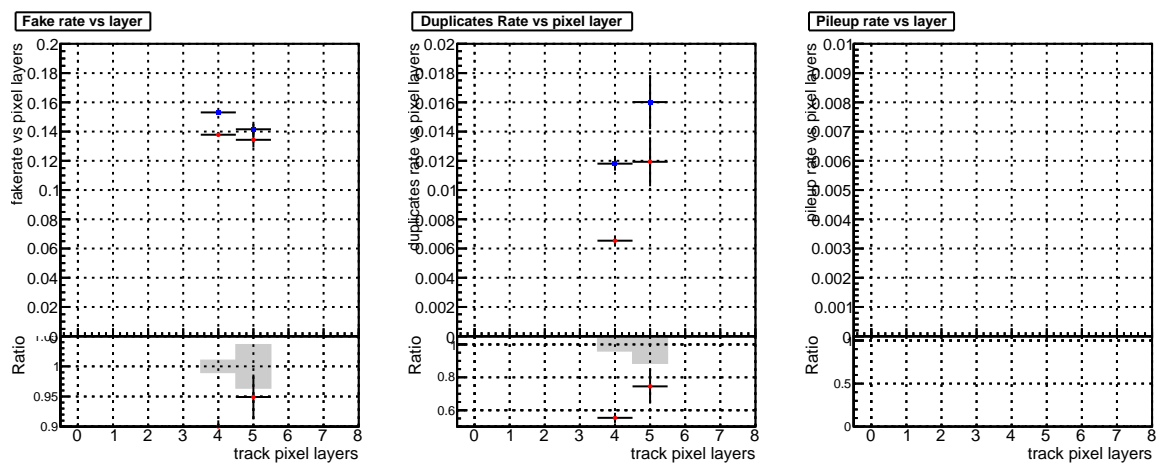 Fake rate vs layer
fakerate vs pixel layers
0.2
0.18
0.16
0.14
0.12
0.1
0.08
0.06
0.04
0.02
0
Ratio
1
0.95
0.9
0 1 2 3 4 5 6 7 8
track pixel layers
Duplicates Rate vs pixel layer
duplicates rate vs pixel layers
0.02
0.018
0.016
0.014
0.012
0.01
0.008
0.006
0.004
0.002
0
Ratio
1
0.8
0.6
0 1 2 3 4 5 6 7 8
track pixel layers
Pileup rate vs layer
pileup rate vs pixel layers
0.01
0.009
0.008
0.007
0.006
0.005
0.004
0.003
0.002
0.001
0
Ratio
1
0.5
0
0 1 2 3 4 5 6 7 8
track pixel layers